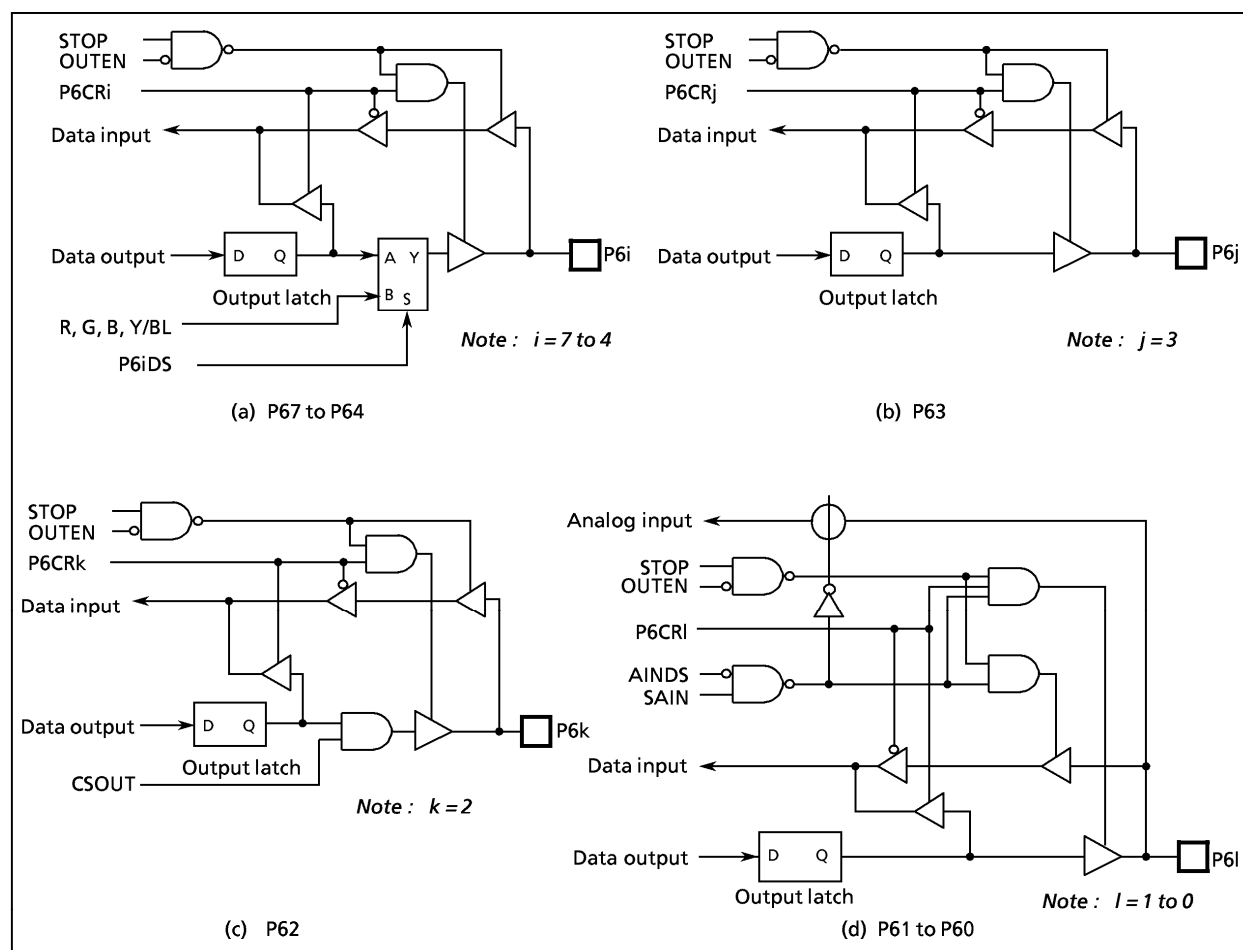 STOP
OUTEN
P6CRi
Data input
Data output
D Q
Output latch
A Y
B S
P6i
R, G, B, Y/BL
P6iDS
Note : i = 7 to 4
(a) P67 to P64
STOP
OUTEN
P6CRj
Data input
Data output
D Q
Output latch
P6j
Note : j = 3
(b) P63
STOP
OUTEN
P6CRk
Data input
Data output
D Q
Output latch
P6k
CSOUT
Note : k = 2
(c) P62
Analog input
STOP
OUTEN
P6CRl
AINDS
SAIN
Data input
Data output
D Q
Output latch
P6l
Note : l = 1 to 0
(d) P61 to P60